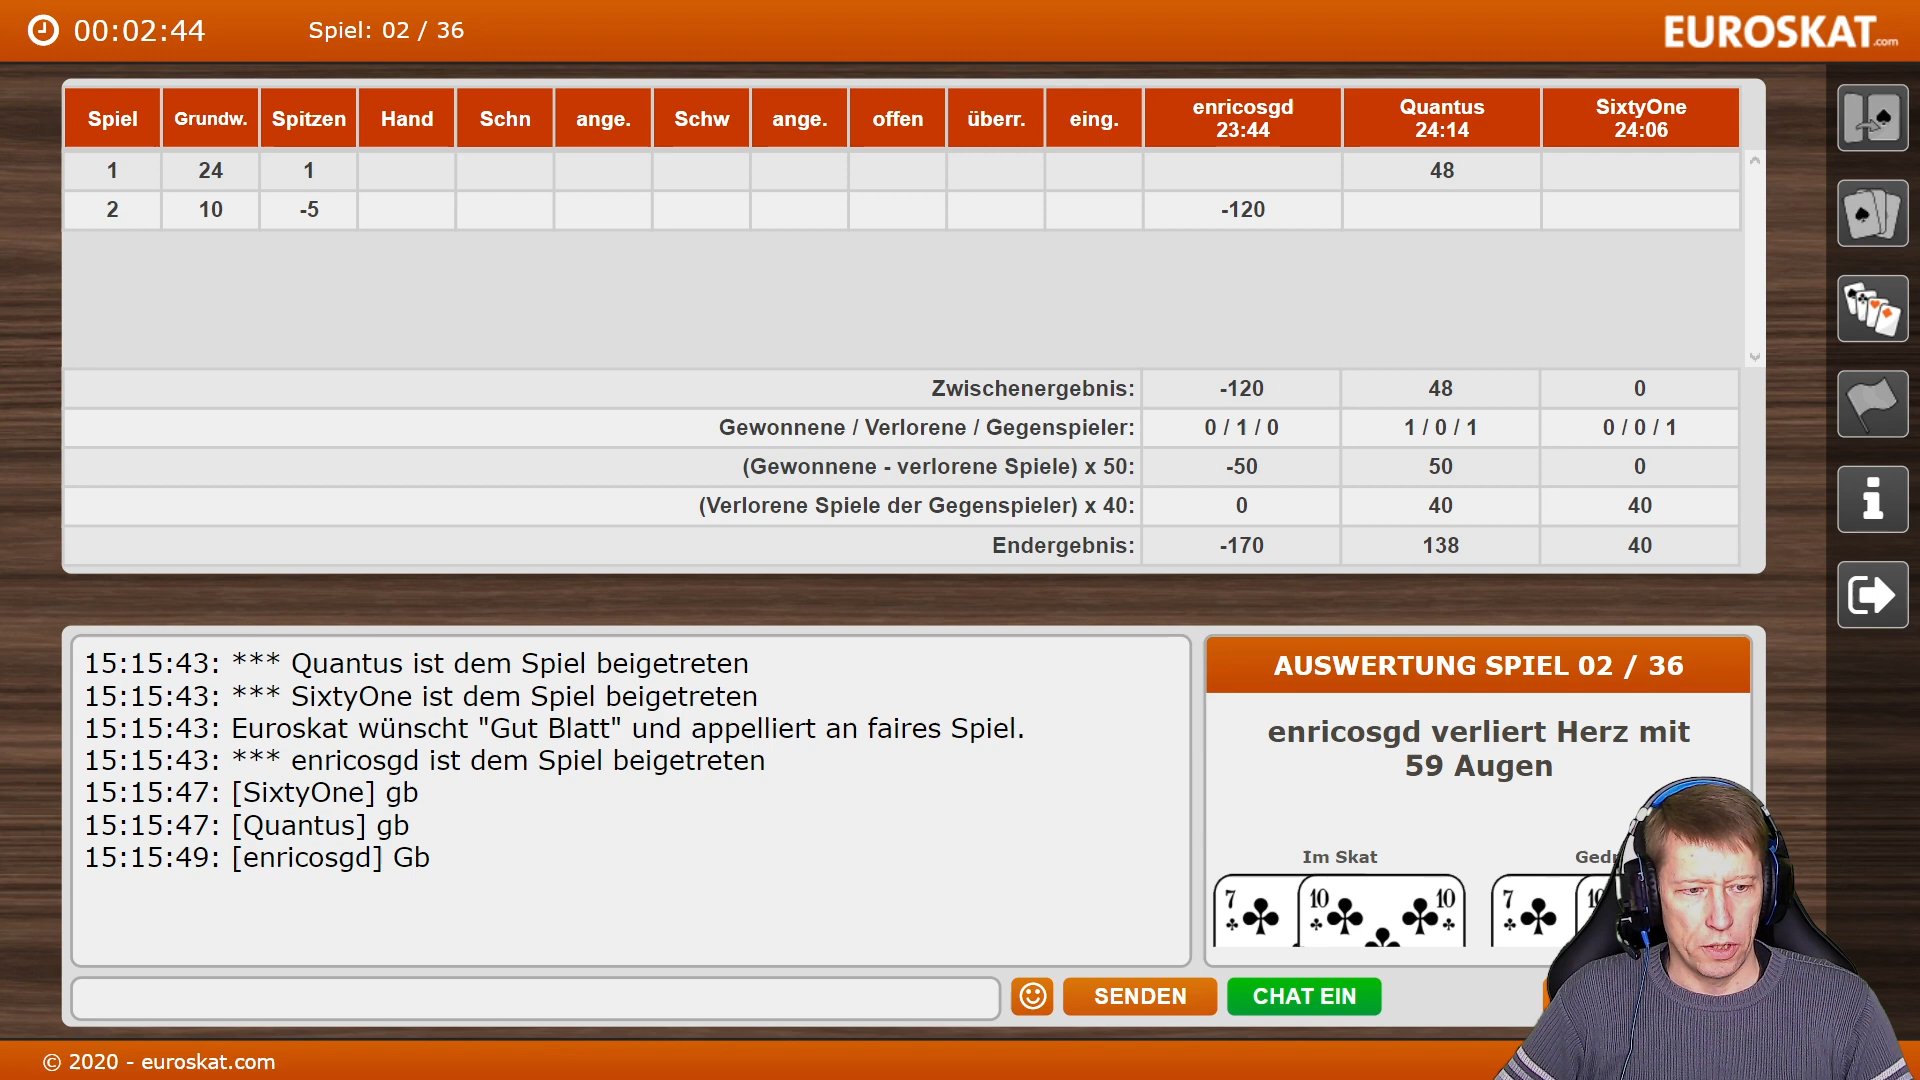 00:02:44 Spiel: 02 / 36 EUROSKAT.com
Spiel Grundw. Spitzen Hand Schn ange. Schw ange. offen überr. eing. enricosgd 23:44 Quantus 24:14 SixtyOne 24:06
1 24 1 48
2 10 -5 -120
Zwischenergebnis: -120 48 0
Gewonnene / Verlorene / Gegenspieler: 0 / 1 / 0 1 / 0 / 1 0 / 0 / 1
(Gewonnene - verlorene Spiele) x 50: -50 50 0
(Verlorene Spiele der Gegenspieler) x 40: 0 40 40
Endergebnis: -170 138 40
15:15:43: *** Quantus ist dem Spiel beigetreten
15:15:43: *** SixtyOne ist dem Spiel beigetreten
15:15:43: Euroskat wünscht "Gut Blatt" und appelliert an faires Spiel.
15:15:43: *** enricosgd ist dem Spiel beigetreten
15:15:47: [SixtyOne] gb
15:15:47: [Quantus] gb
15:15:49: [enricosgd] Gb
AUSWERTUNG SPIEL 02 / 36
enricosgd verliert Herz mit
59 Augen
Im Skat
7 10 10 7 10
SENDEN CHAT EIN
© 2020 - euroskat.com